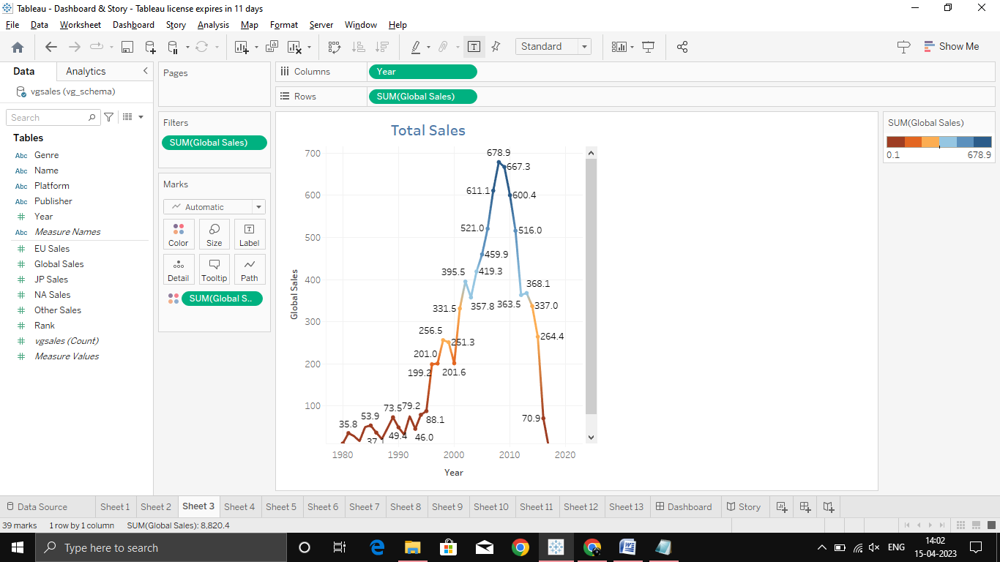 Tableau - Dashboard & Story - Tableau license expires in 11 days
File Data Worksheet Dashboard Story Analysis Map Format Server Window Help
Standard
Show Me
Data Analytics
vgsales (vg_schema)
Search
Tables
Abc Genre
Abc Name
Abc Platform
Abc Publisher
Year
Abc Measure Names
EU Sales
Global Sales
JP Sales
NA Sales
Other Sales
Rank
vgsales (Count)
Measure Values
Pages
Filters
SUM(Global Sales)
Marks
Automatic
Color Size Label
Detail Tooltip Path
SUM(Global S..
Columns Year
Rows SUM(Global Sales)
Total Sales
Global Sales
700
600
500
400
300
200
100
678.9
667.3
611.1
600.4
521.0
516.0
459.9
395.5
419.3
368.1
331.5
357.8
363.5
337.0
256.5
251.3
264.4
201.0
199.2
201.6
73.5
79.2
35.8
53.9
88.1
70.9
49.4
46.0
1980 1990 2000 2010 2020
Year
SUM(Global Sales)
0.1 678.9
Data Source Sheet 1 Sheet 2 Sheet 3 Sheet 4 Sheet 5 Sheet 6 Sheet 7 Sheet 8 Sheet 9 Sheet 10 Sheet 11 Sheet 12 Sheet 13 Dashboard Story
39 marks 1 row by 1 column SUM(Global Sales): 8,820.4
Type here to search
ENG
14:02
15-04-2023